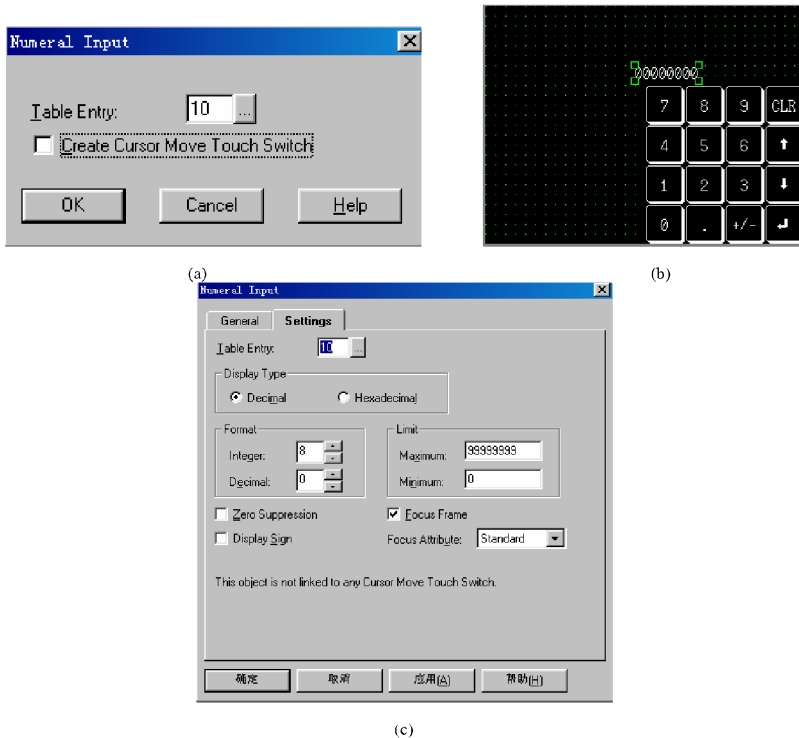 Numeral Input
Table Entry: 10 ...
Create Cursor Move Touch Switch
OK Cancel Help
(a)
00000000
7 8 9 CLR
4 5 6 ↑
1 2 3 ↓
0 . +/- ↵
(b)
Numeral Input
General Settings
Table Entry: 10 ...
Display Type
Decimal Hexadecimal
Format Limit
Integer: 8 Maximum: 99999999
Decimal: 0 Minimum: 0
Zero Suppression Focus Frame
Display Sign Focus Attribute: Standard
This object is not linked to any Cursor Move Touch Switch.
确定 取消 应用(A) 帮助(H)
(c)